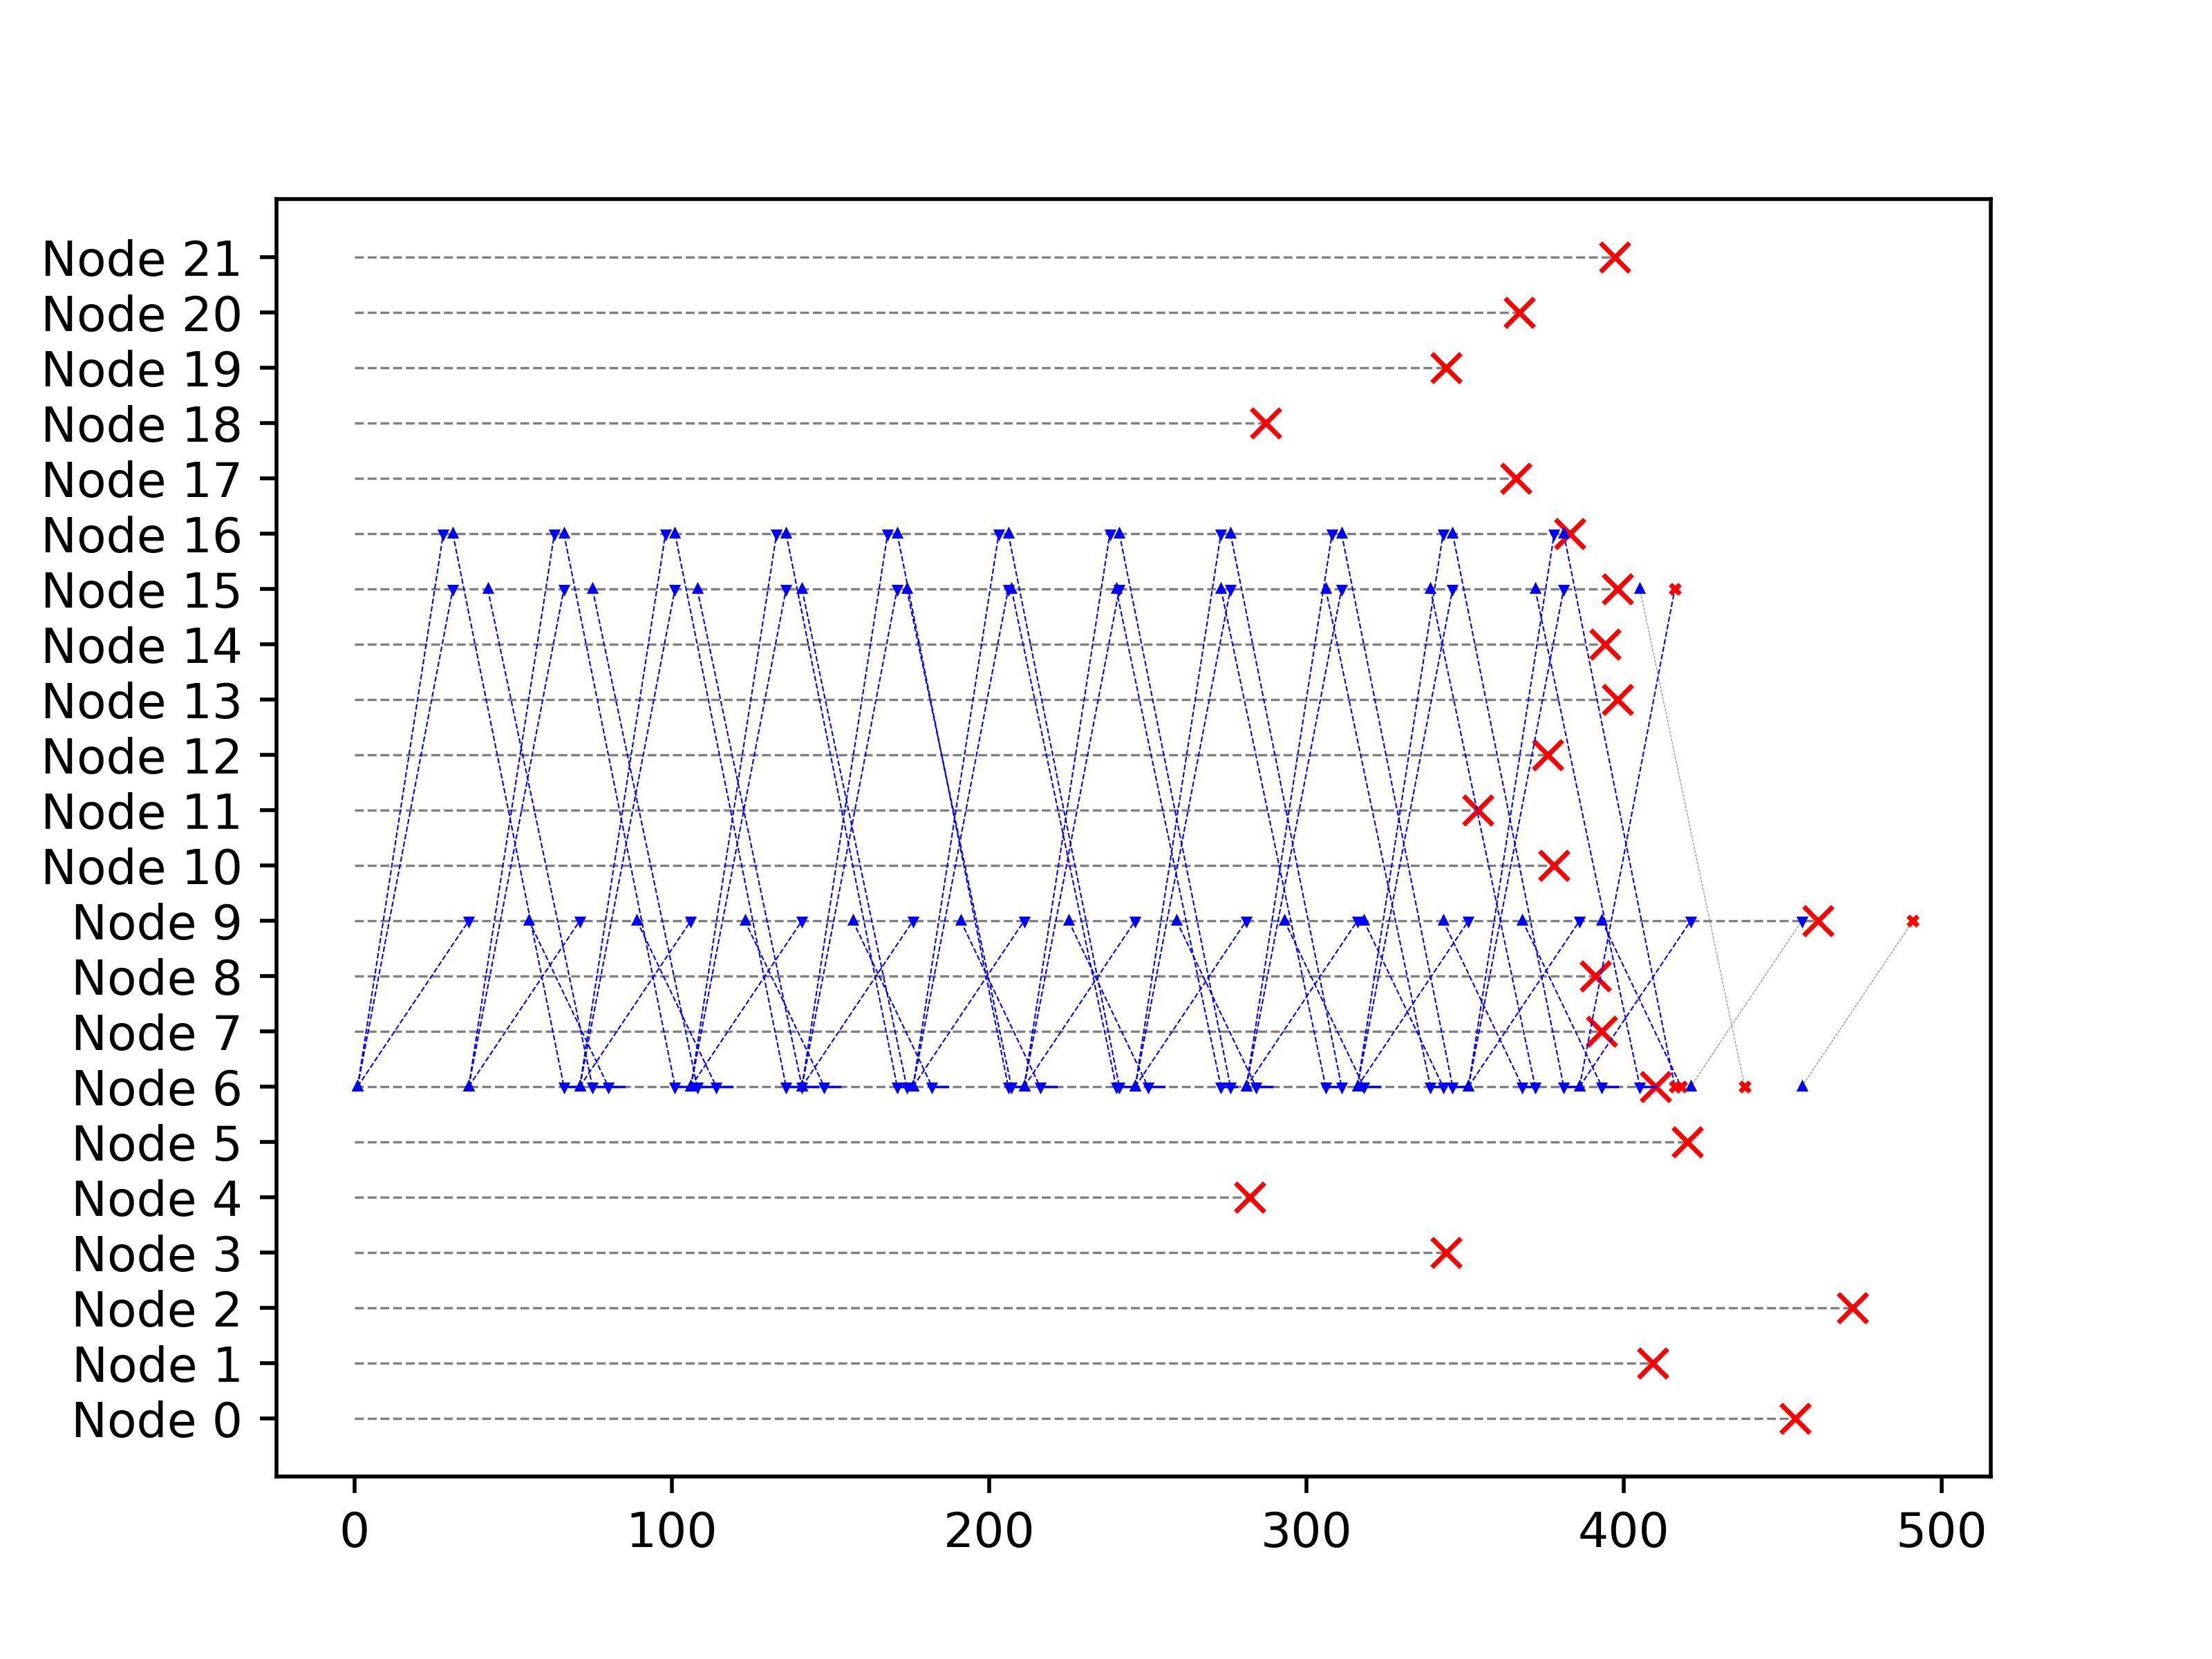 Node 21
Node 20
Node 19
Node 18
Node 17
Node 16
Node 15
Node 14
Node 13
Node 12
Node 11
Node 10
Node 9
Node 8
Node 7
Node 6
Node 5
Node 4
Node 3
Node 2
Node 1
Node 0
0 100 200 300 400 500